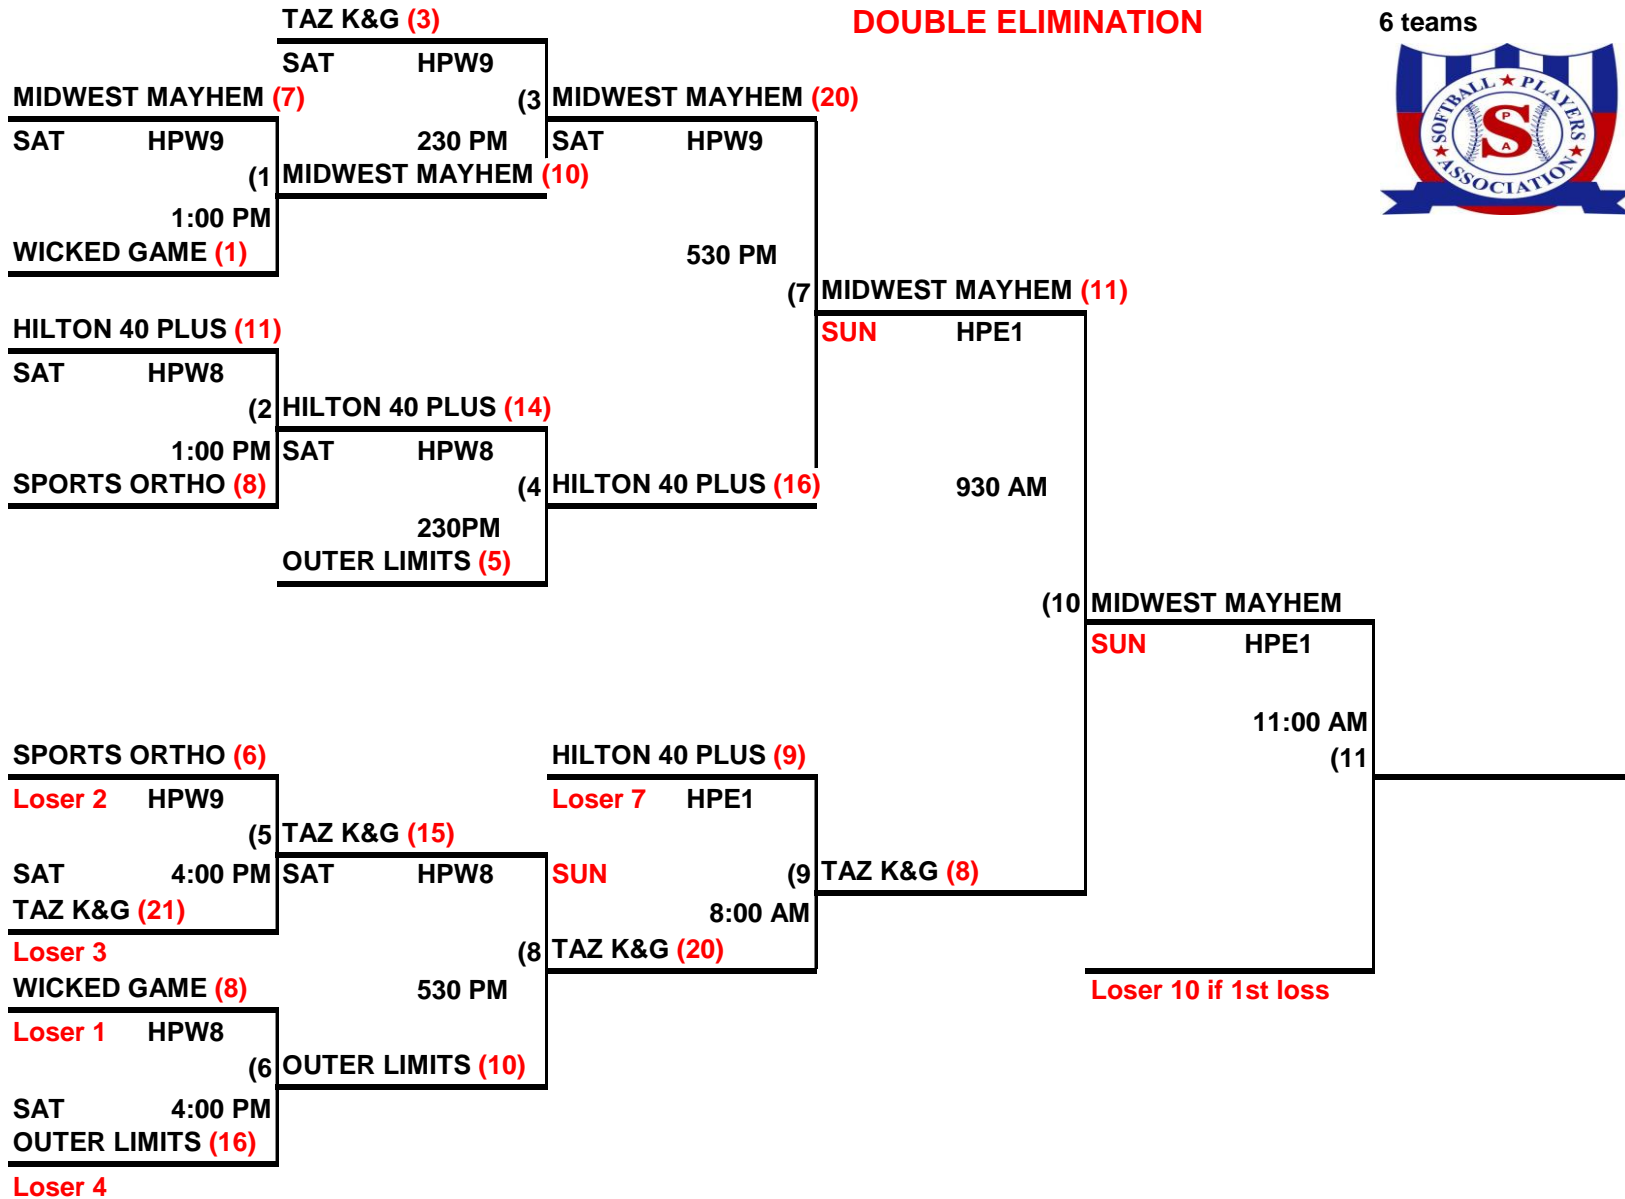 TAZ K&G (3)
DOUBLE ELIMINATION
6 teams
SAT HPW9
MIDWEST MAYHEM (7)
(3 MIDWEST MAYHEM (20)
SAT HPW9
230 PM
SAT HPW9
(1 MIDWEST MAYHEM (10)
1:00 PM
WICKED GAME (1)
SOFTBALL ★ PLAYERS ★ ASSOCIATION ★
P
S
A
530 PM
(7 MIDWEST MAYHEM (11)
HILTON 40 PLUS (11)
SUN HPE1
SAT HPW8
(2 HILTON 40 PLUS (14)
1:00 PM
SAT HPW8
SPORTS ORTHO (8)
(4 HILTON 40 PLUS (16)
930 AM
230PM
OUTER LIMITS (5)
(10 MIDWEST MAYHEM
SUN HPE1
11:00 AM
SPORTS ORTHO (6)
HILTON 40 PLUS (9)
(11
Loser 2 HPW9
Loser 7 HPE1
(5 TAZ K&G (15)
SAT 4:00 PM
SAT HPW8
SUN
(9 TAZ K&G (8)
TAZ K&G (21)
8:00 AM
Loser 3
(8 TAZ K&G (20)
WICKED GAME (8)
530 PM
Loser 10 if 1st loss
Loser 1 HPW8
(6 OUTER LIMITS (10)
SAT 4:00 PM
OUTER LIMITS (16)
Loser 4